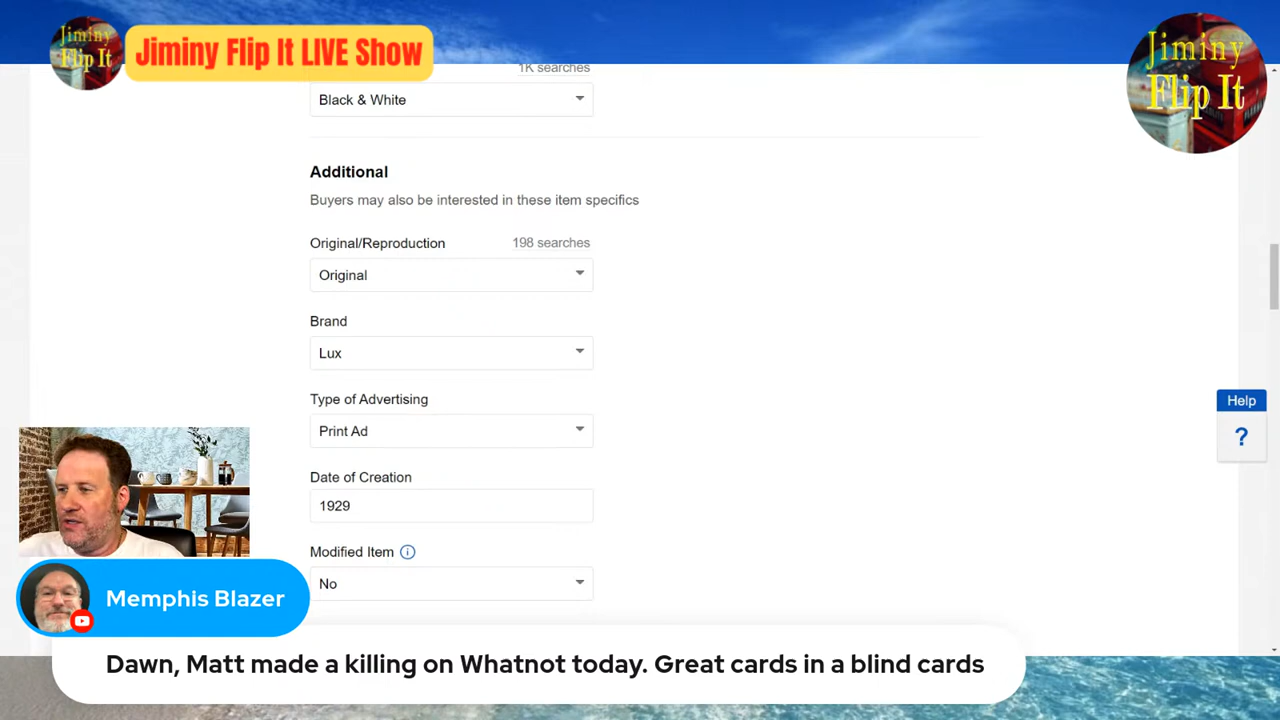 Jiminy
Flip It
Jiminy Flip It LIVE Show
Jiminy
Flip It
1K searches
Black & White
Additional
Buyers may also be interested in these item specifics
Original/Reproduction 198 searches
Original
Brand
Lux
Type of Advertising
Print Ad
Date of Creation
1929
Modified Item i
No
Help
?
Memphis Blazer
Dawn, Matt made a killing on Whatnot today. Great cards in a blind cards